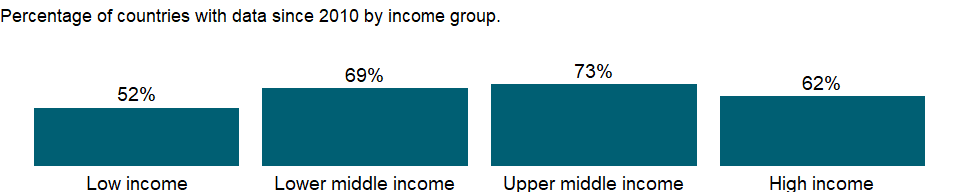 Percentage of countries with data since 2010 by income group.
52%
69%
73%
62%
Low income
Lower middle income
Upper middle income
High income